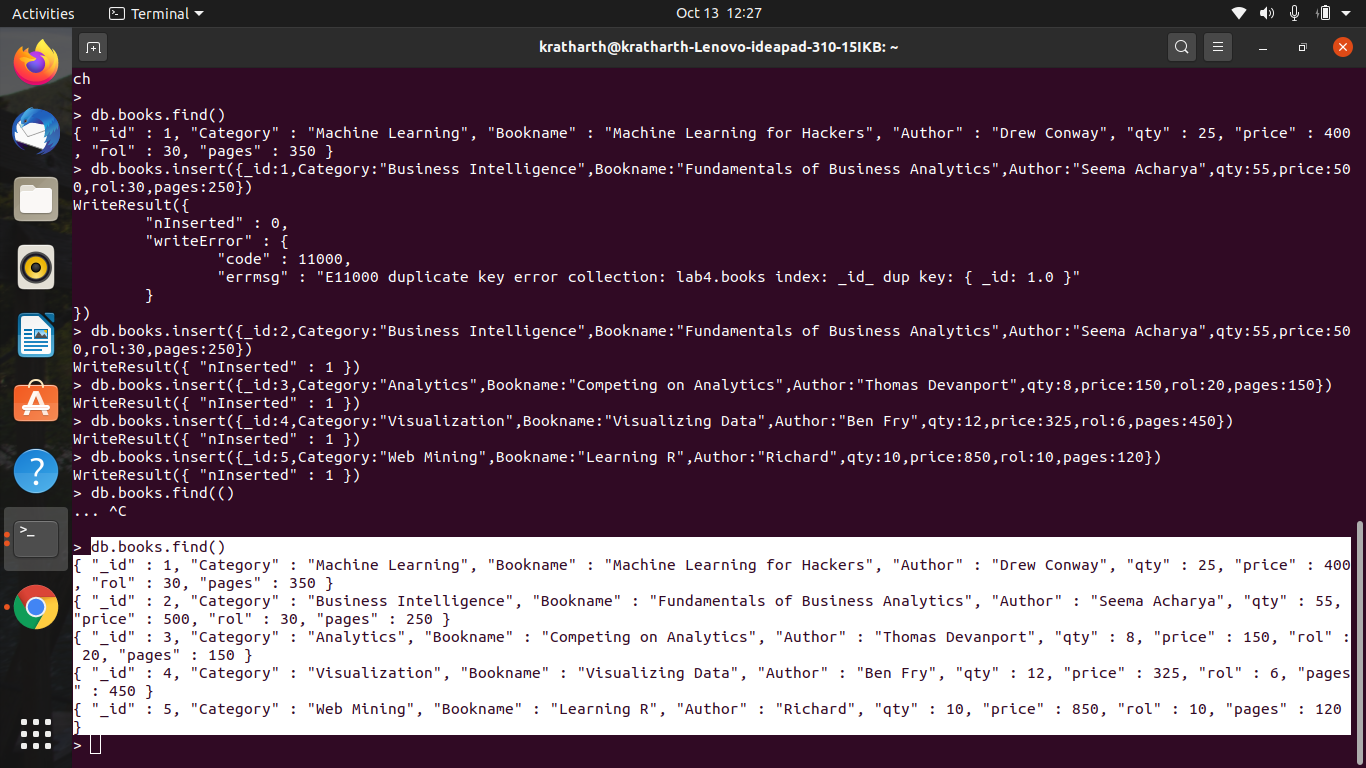 Activities
Terminal
Oct 13 12:27
kratharth@kratharth-Lenovo-ideapad-310-15IKB: ~
ch
>
> db.books.find()
{ "_id" : 1, "Category" : "Machine Learning", "Bookname" : "Machine Learning for Hackers", "Author" : "Drew Conway", "qty" : 25, "price" : 400
, "rol" : 30, "pages" : 350 }
> db.books.insert({_id:1,Category:"Business Intelligence",Bookname:"Fundamentals of Business Analytics",Author:"Seema Acharya",qty:55,price:50
0,rol:30,pages:250})
WriteResult({
"nInserted" : 0,
"writeError" : {
"code" : 11000,
"errmsg" : "E11000 duplicate key error collection: lab4.books index: _id_ dup key: { _id: 1.0 }"
}
})
> db.books.insert({_id:2,Category:"Business Intelligence",Bookname:"Fundamentals of Business Analytics",Author:"Seema Acharya",qty:55,price:50
0,rol:30,pages:250})
WriteResult({ "nInserted" : 1 })
> db.books.insert({_id:3,Category:"Analytics",Bookname:"Competing on Analytics",Author:"Thomas Devanport",qty:8,price:150,rol:20,pages:150})
WriteResult({ "nInserted" : 1 })
> db.books.insert({_id:4,Category:"Visualization",Bookname:"Visualizing Data",Author:"Ben Fry",qty:12,price:325,rol:6,pages:450})
WriteResult({ "nInserted" : 1 })
> db.books.insert({_id:5,Category:"Web Mining",Bookname:"Learning R",Author:"Richard",qty:10,price:850,rol:10,pages:120})
WriteResult({ "nInserted" : 1 })
> db.books.find(()
... ^C
> db.books.find()
{ "_id" : 1, "Category" : "Machine Learning", "Bookname" : "Machine Learning for Hackers", "Author" : "Drew Conway", "qty" : 25, "price" : 400
, "rol" : 30, "pages" : 350 }
{ "_id" : 2, "Category" : "Business Intelligence", "Bookname" : "Fundamentals of Business Analytics", "Author" : "Seema Acharya", "qty" : 55,
"price" : 500, "rol" : 30, "pages" : 250 }
{ "_id" : 3, "Category" : "Analytics", "Bookname" : "Competing on Analytics", "Author" : "Thomas Devanport", "qty" : 8, "price" : 150, "rol" :
20, "pages" : 150 }
{ "_id" : 4, "Category" : "Visualization", "Bookname" : "Visualizing Data", "Author" : "Ben Fry", "qty" : 12, "price" : 325, "rol" : 6, "pages
" : 450 }
{ "_id" : 5, "Category" : "Web Mining", "Bookname" : "Learning R", "Author" : "Richard", "qty" : 10, "price" : 850, "rol" : 10, "pages" : 120
}
>